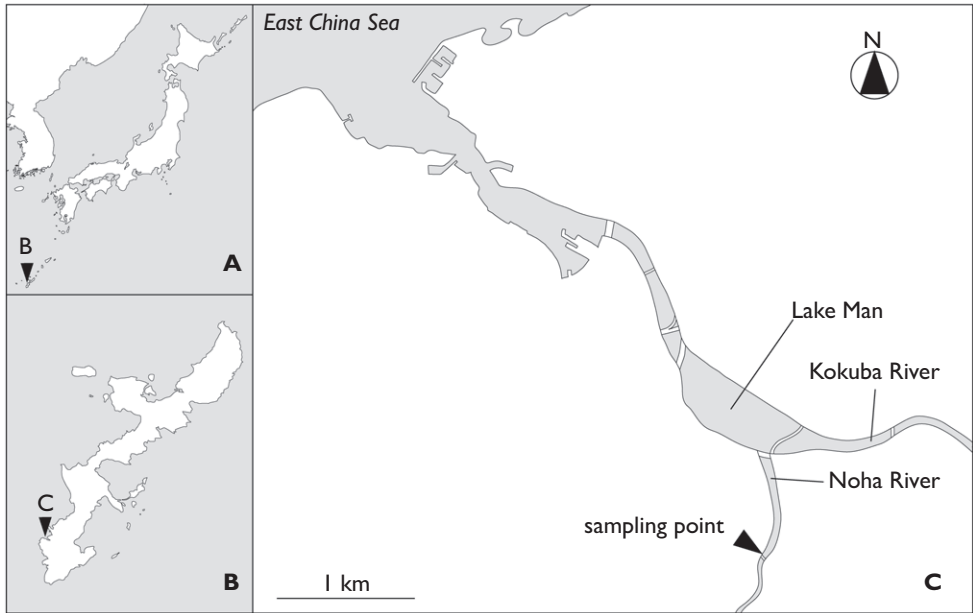 B
A
C
B
East China Sea
N
Lake Man
Kokuba River
Noha River
sampling point
1 km
C